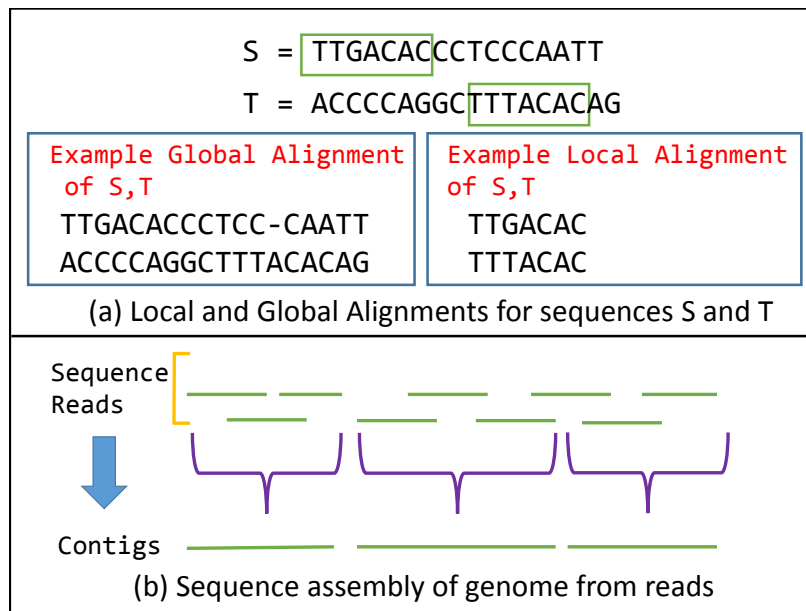 S = TTGACACCCTCCCAATT
T = ACCCCAGGCTTTACACAG
Example Global Alignment
of S,T
TTGACACCCTCC-CAATT
ACCCCAGGCTTTACACAG
Example Local Alignment
of S,T
TTGACAC
TTTACAC
(a) Local and Global Alignments for sequences S and T
Sequence
Reads
Contigs
(b) Sequence assembly of genome from reads